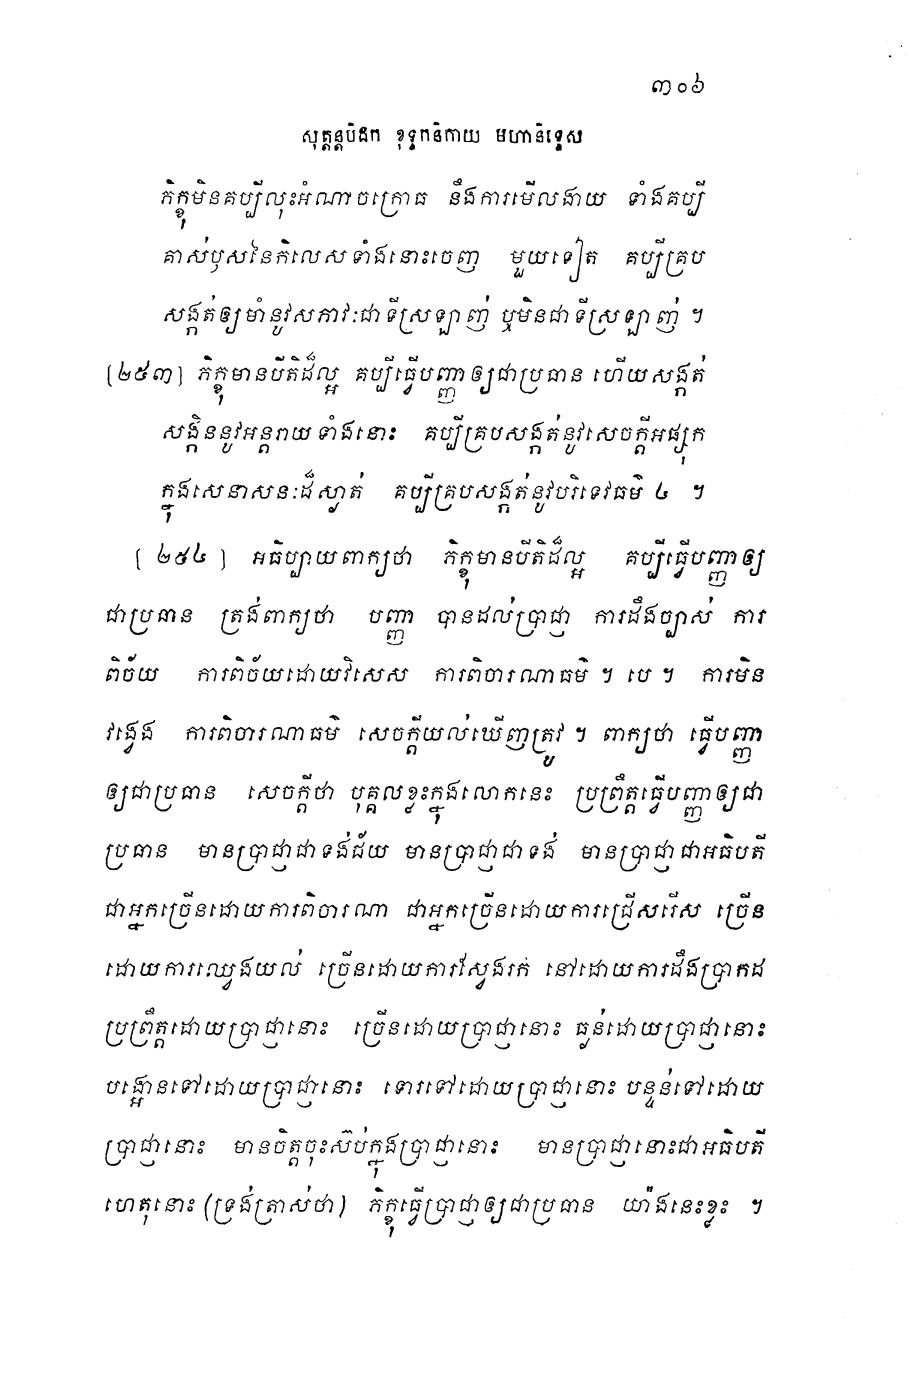 ៣០៦
សុត្តន្តបិដក ខុទ្ទកនិកាយ មហានិទ្ទេស
ភិក្ខុមិនគប្បីលុះអំណាចក្រោធ នឹងការមើលងាយ ទាំងគប្បី
គាស់ឫសនៃកិលេសទាំងនោះចេញ មួយទៀត គប្បីគ្រប
សង្កត់ឲ្យមាំនូវសភាវៈជាទីស្រឡាញ់ ឬមិនជាទីស្រឡាញ់ ។
[២៥៣] ភិក្ខុមានបីតិដ៏ល្អ គប្បីធ្វើបញ្ញាឲ្យជាប្រធាន ហើយសង្កត់
សង្កិននូវអន្តរាយទាំងនោះ គប្បីគ្របសង្កត់នូវសេចក្តីអផ្សុក
ក្នុងសេនាសនៈដ៏ស្ងាត់ គប្បីគ្របសង្កត់នូវបរិទេវធម៌ ៤ ។
[២៥៤] អធិប្បាយពាក្យថា ភិក្ខុមានបីតិដ៏ល្អ គប្បីធ្វើបញ្ញាឲ្យ
ជាប្រធាន ត្រង់ពាក្យថា បញ្ញា បានដល់ប្រាជ្ញា ការដឹងច្បាស់ ការ
ពិច័យ ការពិច័យដោយវិសេស ការពិចារណាធម៌ ។ បេ ។ ការមិន
វង្វេង ការពិចារណាធម៌ សេចក្តីយល់ឃើញត្រូវ ។ ពាក្យថា ធ្វើបញ្ញា
ឲ្យជាប្រធាន សេចក្តីថា បុគ្គលខ្លះក្នុងលោកនេះ ប្រព្រឹត្តធ្វើបញ្ញាឲ្យជា
ប្រធាន មានប្រាជ្ញាជាទង់ជ័យ មានប្រាជ្ញាជាទង់ មានប្រាជ្ញាជាអធិបតី
ជាអ្នកច្រើនដោយការពិចារណា ជាអ្នកច្រើនដោយការជ្រើសរើស ច្រើន
ដោយការឈ្វេងយល់ ច្រើនដោយការស្វែងរក នៅដោយការដឹងប្រាកដ
ប្រព្រឹត្តដោយប្រាជ្ញានោះ ច្រើនដោយប្រាជ្ញានោះ ធ្ងន់ដោយប្រាជ្ញានោះ
បង្អោនទៅដោយប្រាជ្ញានោះ ទោរទៅដោយប្រាជ្ញានោះ បន្ទន់ទៅដោយ
ប្រាជ្ញានោះ មានចិត្តចុះស៊ប់ក្នុងប្រាជ្ញានោះ មានប្រាជ្ញានោះជាអធិបតី
ហេតុនោះ (ទ្រង់ត្រាស់ថា) ភិក្ខុធ្វើប្រាជ្ញាឲ្យជាប្រធាន យ៉ាងនេះខ្លះ ។